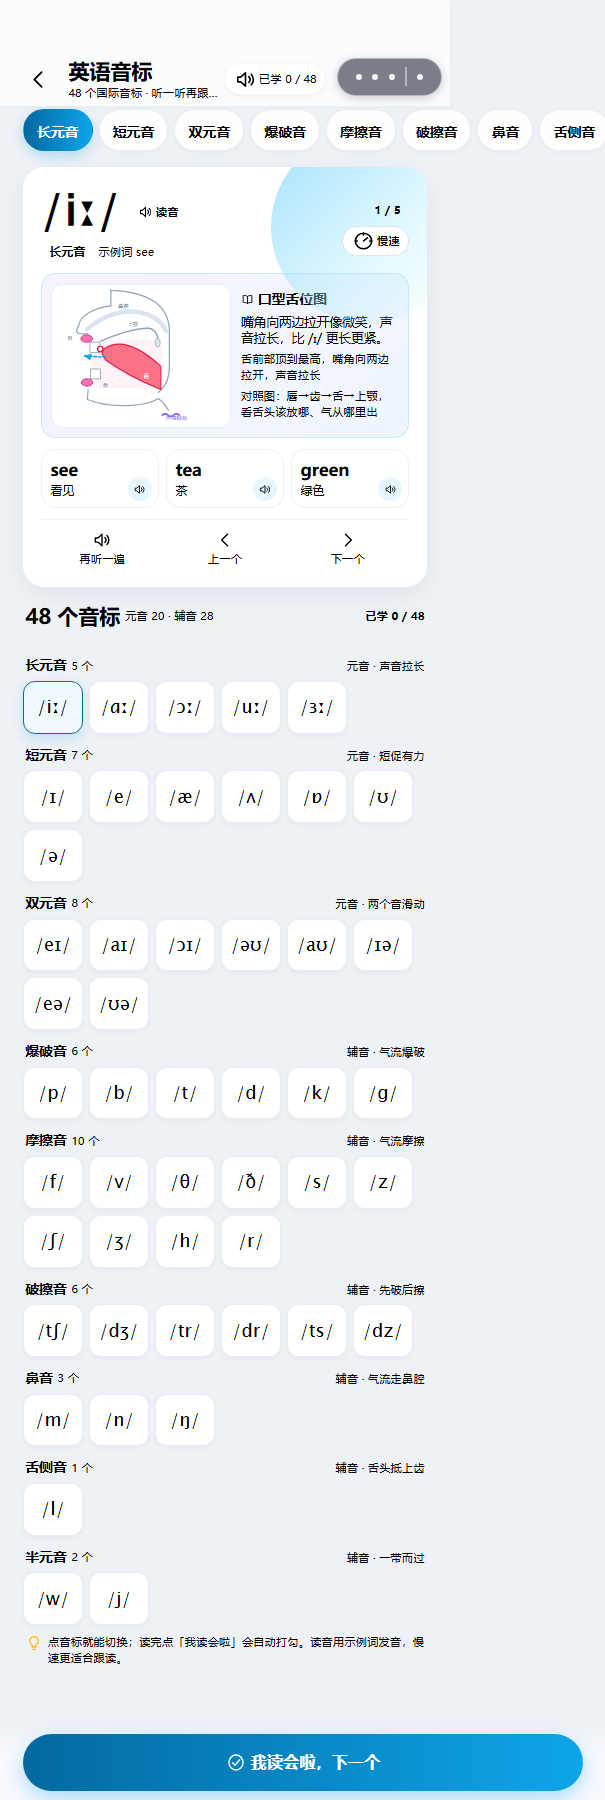 英语音标
48 个国际音标 · 听一听再跟...
已学 0 / 48
长元音 短元音 双元音 爆破音 摩擦音 破擦音 鼻音 舌侧音
/iː/ 读音
1 / 5
长元音 示例词 see
慢速
鼻腔
上颚
唇
舌
齿
口型舌位图
嘴角向两边拉开像微笑，声
音拉长，比 /ɪ/ 更长更紧。
舌前部顶到最高，嘴角向两边
拉开，声音拉长
对照图：唇→齿→舌→上颚，
看舌头该放哪、气从哪里出
see tea green
看见 茶 绿色
再听一遍 上一个 下一个
48 个音标 元音 20 · 辅音 28 已学 0 / 48
长元音 5 个 元音 · 声音拉长
/iː/ /ɑː/ /ɔː/ /uː/ /ɜː/
短元音 7 个 元音 · 短促有力
/ɪ/ /e/ /æ/ /ʌ/ /ɒ/ /ʊ/
/ə/
双元音 8 个 元音 · 两个音滑动
/eɪ/ /aɪ/ /ɔɪ/ /əʊ/ /aʊ/ /ɪə/
/eə/ /ʊə/
爆破音 6 个 辅音 · 气流爆破
/p/ /b/ /t/ /d/ /k/ /g/
摩擦音 10 个 辅音 · 气流摩擦
/f/ /v/ /θ/ /ð/ /s/ /z/
/ʃ/ /ʒ/ /h/ /r/
破擦音 6 个 辅音 · 先破后擦
/tʃ/ /dʒ/ /tr/ /dr/ /ts/ /dz/
鼻音 3 个 辅音 · 气流走鼻腔
/m/ /n/ /ŋ/
舌侧音 1 个 辅音 · 舌头抵上齿
/l/
半元音 2 个 辅音 · 一带而过
/w/ /j/
点音标就能切换；读完点「我读会啦」会自动打勾。读音用示例词发音，慢
速更适合跟读。
我读会啦，下一个